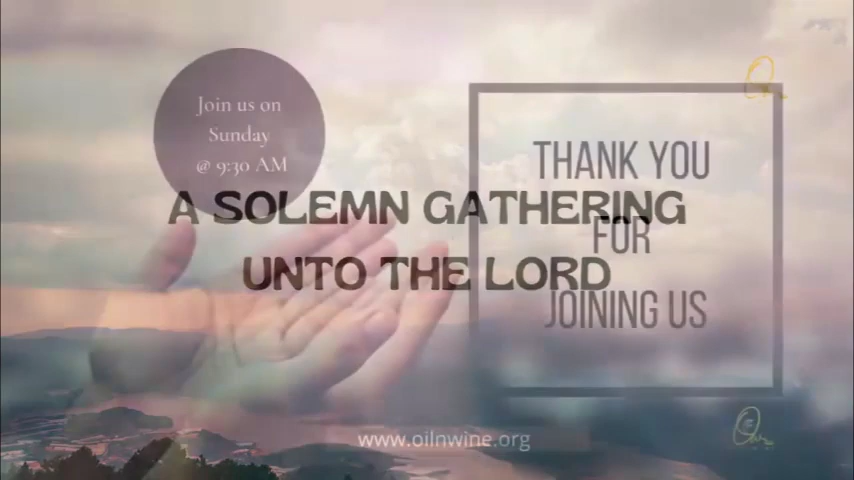 Join us on
Sunday
@ 9:30 AM
A SOLEMN GATHERING
UNTO THE LORD
THANK YOU
FOR
JOINING US
www.oilnwine.org